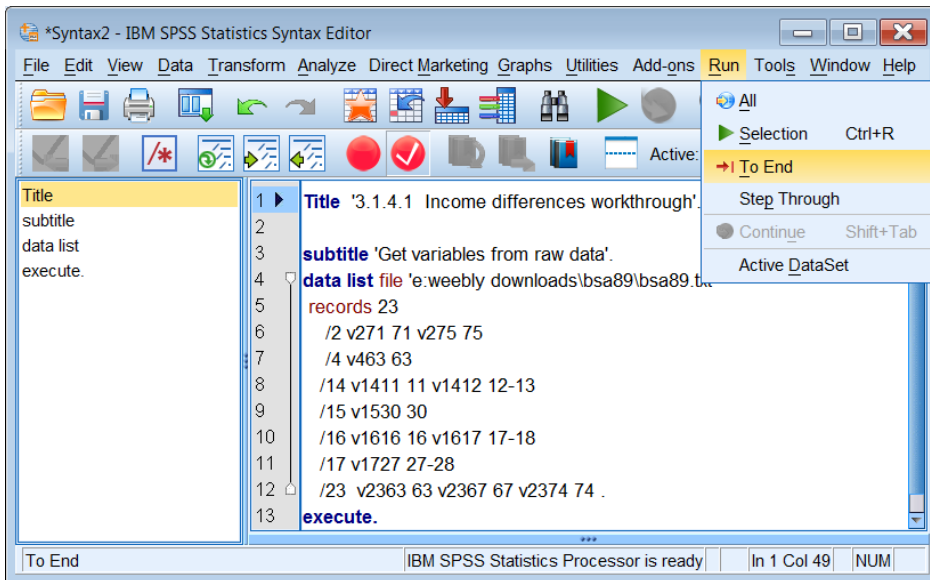 *Syntax2 - IBM SPSS Statistics Syntax Editor
File Edit View Data Transform Analyze Direct Marketing Graphs Utilities Add-ons Run Tools Window Help
All
Selection Ctrl+R
To End
Step Through
Continue Shift+Tab
Active DataSet
/*
Active:
Title
subtitle
data list
execute.
1 Title '3.1.4.1 Income differences workthrough'.
2
3 subtitle 'Get variables from raw data'.
4 data list file 'e:weebly downloads\bsa89\bsa89.txt'
5 records 23
6 /2 v271 71 v275 75
7 /4 v463 63
8 /14 v1411 11 v1412 12-13
9 /15 v1530 30
10 /16 v1616 16 v1617 17-18
11 /17 v1727 27-28
12 /23 v2363 63 v2367 67 v2374 74 .
13 execute.
To End IBM SPSS Statistics Processor is ready In 1 Col 49 NUM